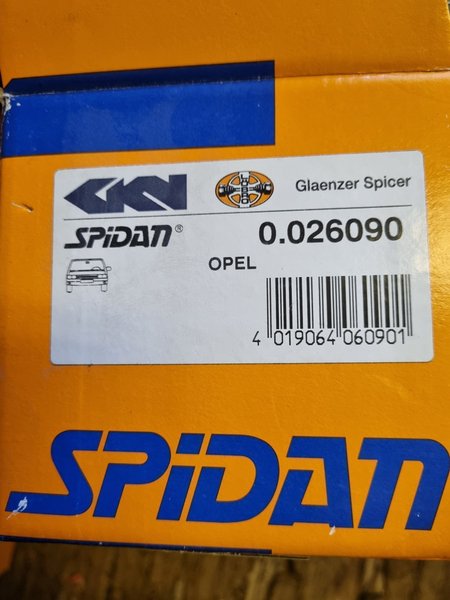 GKN
Glaenzer Spicer
SPiDAN®
0.026090
OPEL
4 019064 060901
SPiDAN